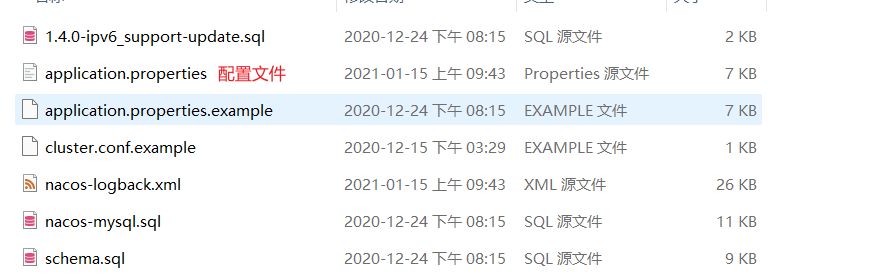 1.4.0-ipv6_support-update.sql 2020-12-24 下午 08:15 SQL 源文件 2 KB
application.properties 配置文件 2021-01-15 上午 09:43 Properties 源文件 7 KB
application.properties.example 2020-12-24 下午 08:15 EXAMPLE 文件 7 KB
cluster.conf.example 2020-12-15 下午 03:29 EXAMPLE 文件 1 KB
nacos-logback.xml 2021-01-15 上午 09:43 XML 源文件 26 KB
nacos-mysql.sql 2020-12-24 下午 08:15 SQL 源文件 11 KB
schema.sql 2020-12-24 下午 08:15 SQL 源文件 9 KB